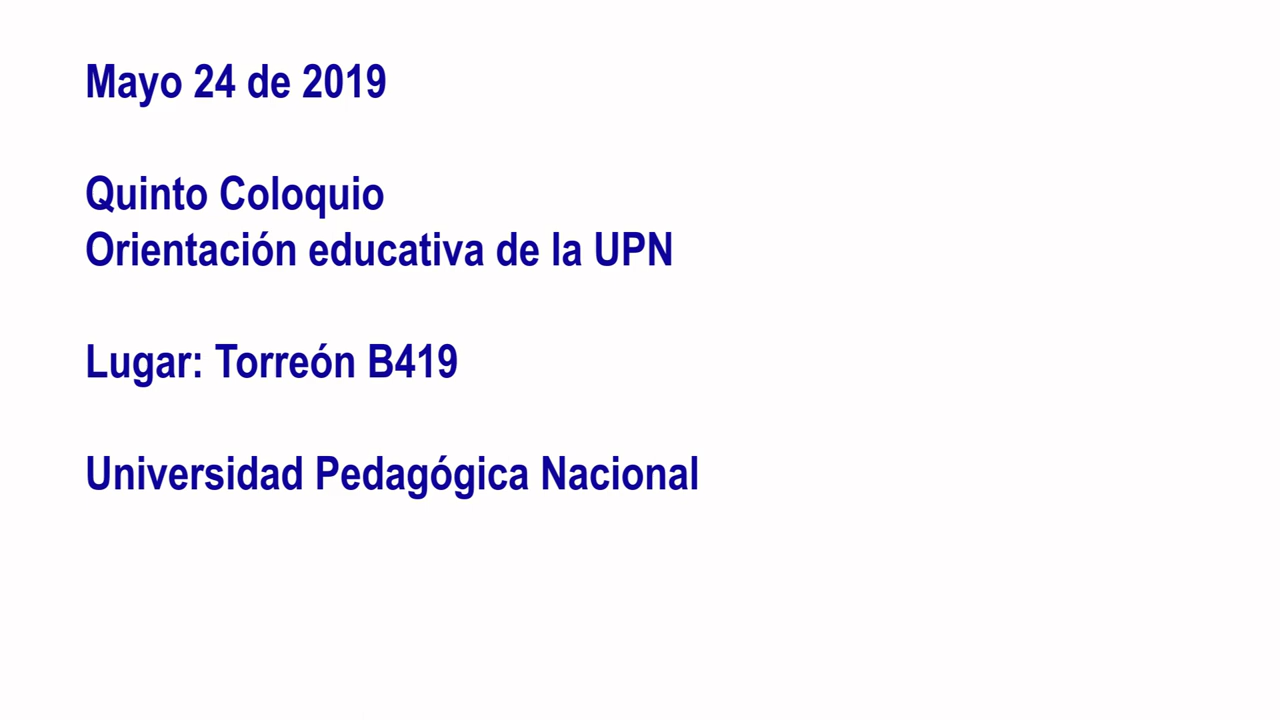 Mayo 24 de 2019
Quinto Coloquio
Orientación educativa de la UPN
Lugar: Torreón B419
Universidad Pedagógica Nacional